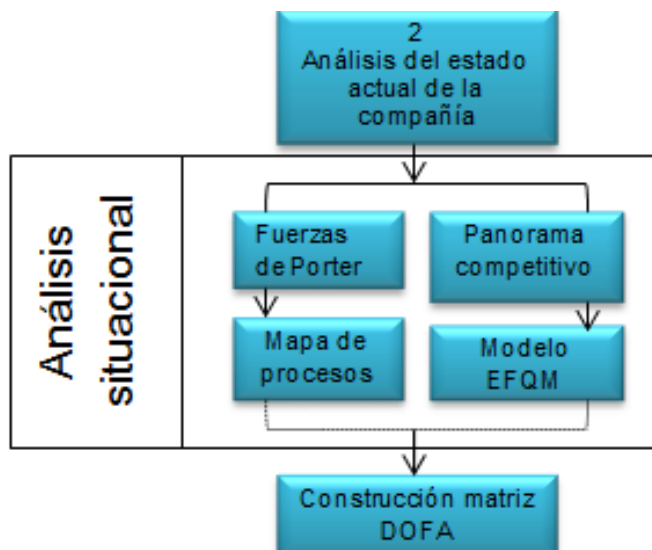 2
Análisis del estado
actual de la
compañía
Análisis
situacional
Fuerzas
de Porter
Panorama
competitivo
Mapa de
procesos
Modelo
EFQM
Construcción matriz
DOFA